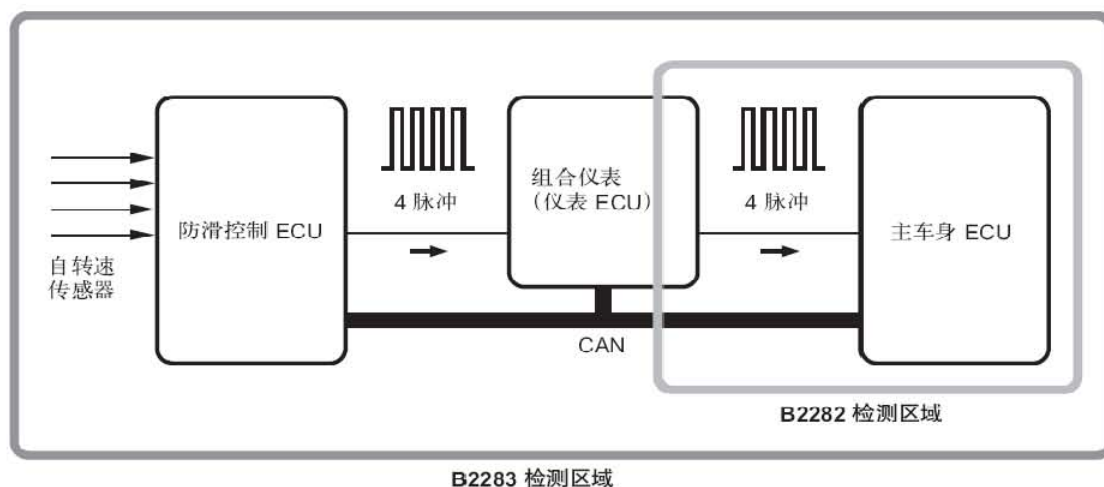 防滑控制 ECU
自转速
传感器
4 脉冲
组合仪表
（仪表 ECU）
4 脉冲
主车身 ECU
CAN
B2282 检测区域
B2283 检测区域